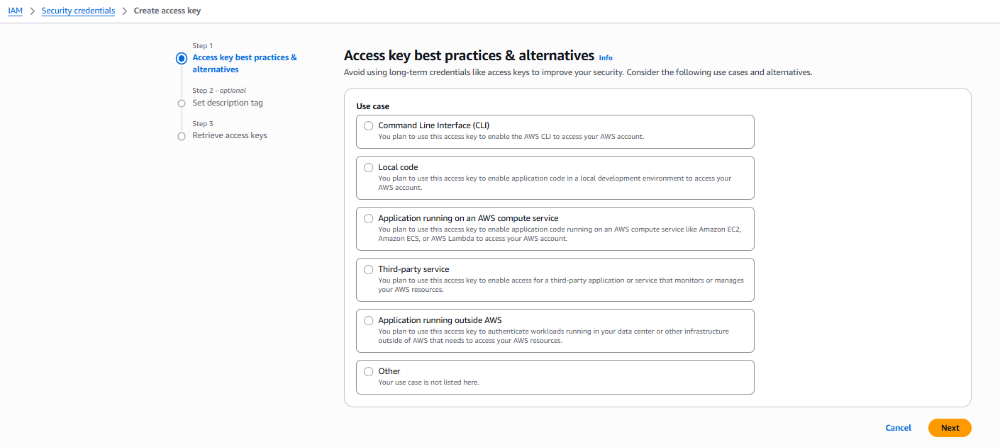 IAM > Security credentials > Create access key
Step 1
Access key best practices &
alternatives
Step 2 - optional
Set description tag
Step 3
Retrieve access keys
Access key best practices & alternatives Info
Avoid using long-term credentials like access keys to improve your security. Consider the following use cases and alternatives.
Use case
Command Line Interface (CLI)
You plan to use this access key to enable the AWS CLI to access your AWS account.
Local code
You plan to use this access key to enable application code in a local development environment to access your
AWS account.
Application running on an AWS compute service
You plan to use this access key to enable application code running on an AWS compute service like Amazon EC2,
Amazon ECS, or AWS Lambda to access your AWS account.
Third-party service
You plan to use this access key to enable access for a third-party application or service that monitors or manages
your AWS resources.
Application running outside AWS
You plan to use this access key to authenticate workloads running in your data center or other infrastructure
outside of AWS that needs to access your AWS resources.
Other
Your use case is not listed here.
Cancel Next